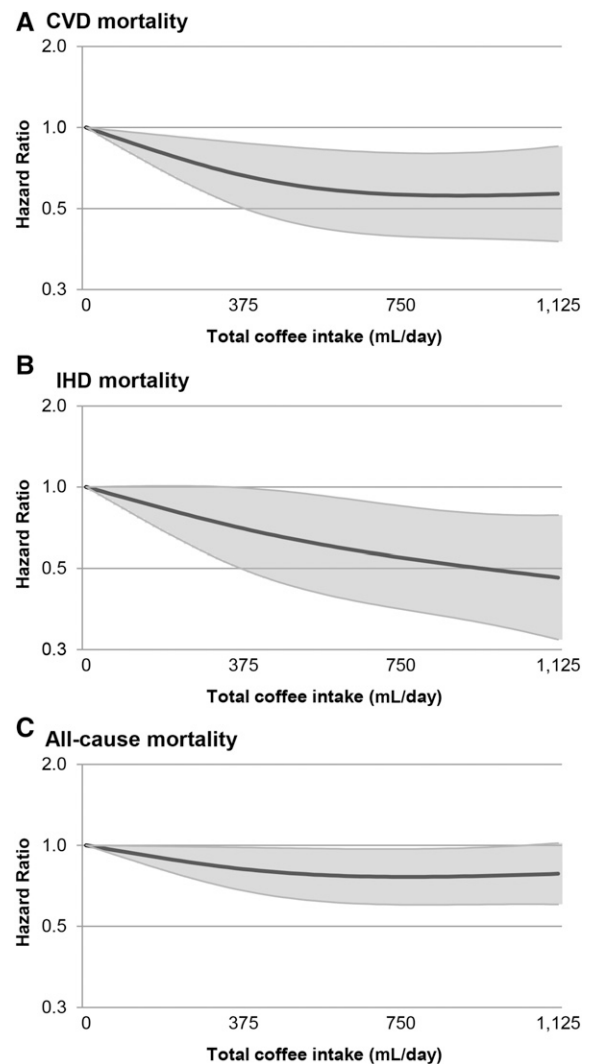 A CVD mortality
2.0
1.0
0.5
0.3
Hazard Ratio
0 375 750 1,125
Total coffee intake (mL/day)
B IHD mortality
2.0
1.0
0.5
0.3
Hazard Ratio
0 375 750 1,125
Total coffee intake (mL/day)
C All-cause mortality
2.0
1.0
0.5
0.3
Hazard Ratio
0 375 750 1,125
Total coffee intake (mL/day)